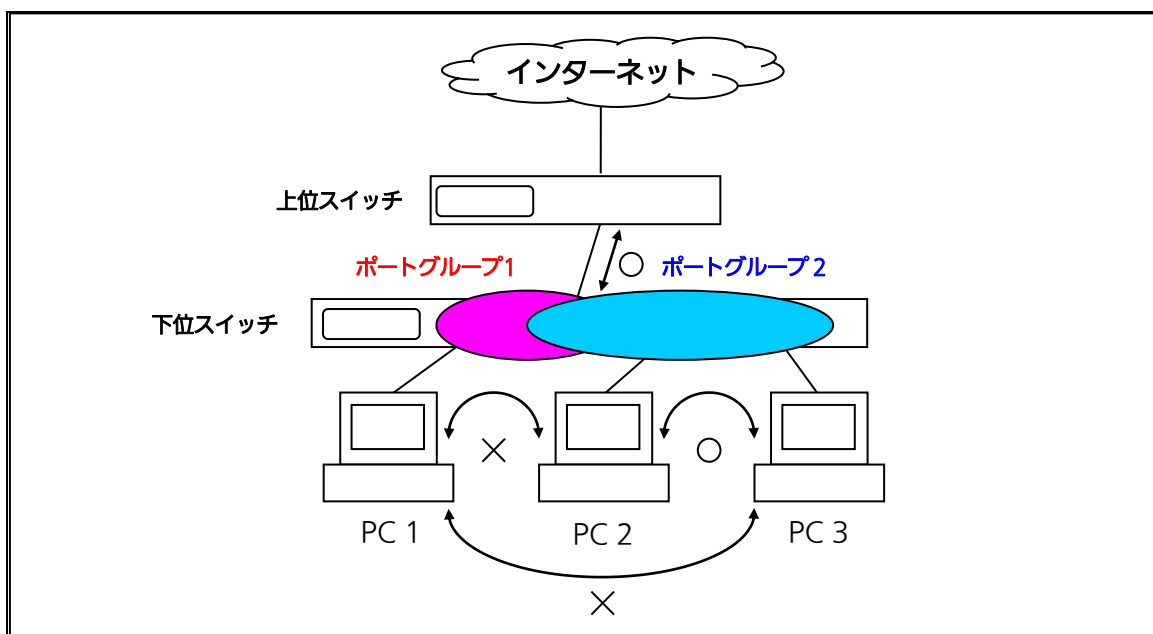 インターネット
上位スイッチ
ポートグループ1
ポートグループ2
下位スイッチ
PC 1
PC 2
PC 3